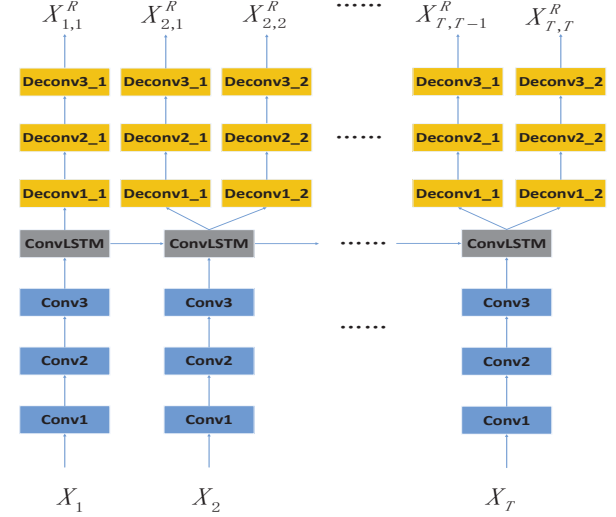 X^R_{1,1} X^R_{2,1} X^R_{2,2} ...... X^R_{T,T-1} X^R_{T,T}
Deconv3_1 Deconv3_1 Deconv3_2 Deconv3_1 Deconv3_2
Deconv2_1 Deconv2_1 Deconv2_2 ...... Deconv2_1 Deconv2_2
Deconv1_1 Deconv1_1 Deconv1_2 Deconv1_1 Deconv1_2
ConvLSTM ConvLSTM ...... ConvLSTM
Conv3 Conv3 Conv3
......
Conv2 Conv2 Conv2
Conv1 Conv1 Conv1
X_1 X_2 X_T